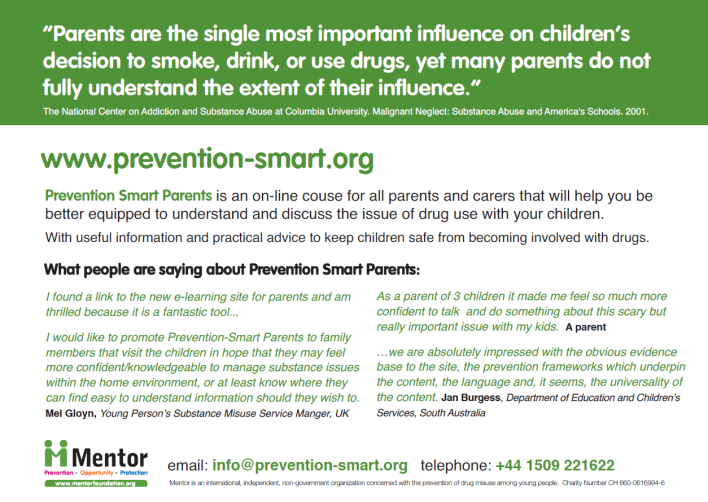 “Parents are the single most important influence on children’s
decision to smoke, drink, or use drugs, yet many parents do not
fully understand the extent of their influence.”
The National Center on Addiction and Substance Abuse at Columbia University. Malignant Neglect: Substance Abuse and America's Schools. 2001.
www.prevention-smart.org
Prevention Smart Parents is an on-line couse for all parents and carers that will help you be
better equipped to understand and discuss the issue of drug use with your children.
With useful information and practical advice to keep children safe from becoming involved with drugs.
What people are saying about Prevention Smart Parents:
I found a link to the new e-learning site for parents and am
thrilled because it is a fantastic tool...
I would like to promote Prevention-Smart Parents to family
members that visit the children in hope that they may feel
more confident/knowledgeable to manage substance issues
within the home environment, or at least know where they
can find easy to understand information should they wish to.
Mel Gloyn, Young Person's Substance Misuse Service Manger, UK
As a parent of 3 children it made me feel so much more
confident to talk and do something about this scary but
really important issue with my kids. A parent
…we are absolutely impressed with the obvious evidence
base to the site, the prevention frameworks which underpin
the content, the language and, it seems, the universality of
the content. Jan Burgess, Department of Education and Children's
Services, South Australia
Mentor
Prevention • Opportunity • Protection
www.mentorfoundation.org
email: info@prevention-smart.org telephone: +44 1509 221622
Mentor is an international, independent, non-government organization concerned with the prevention of drug misuse among young people. Charity Number CH 660-0616994-6